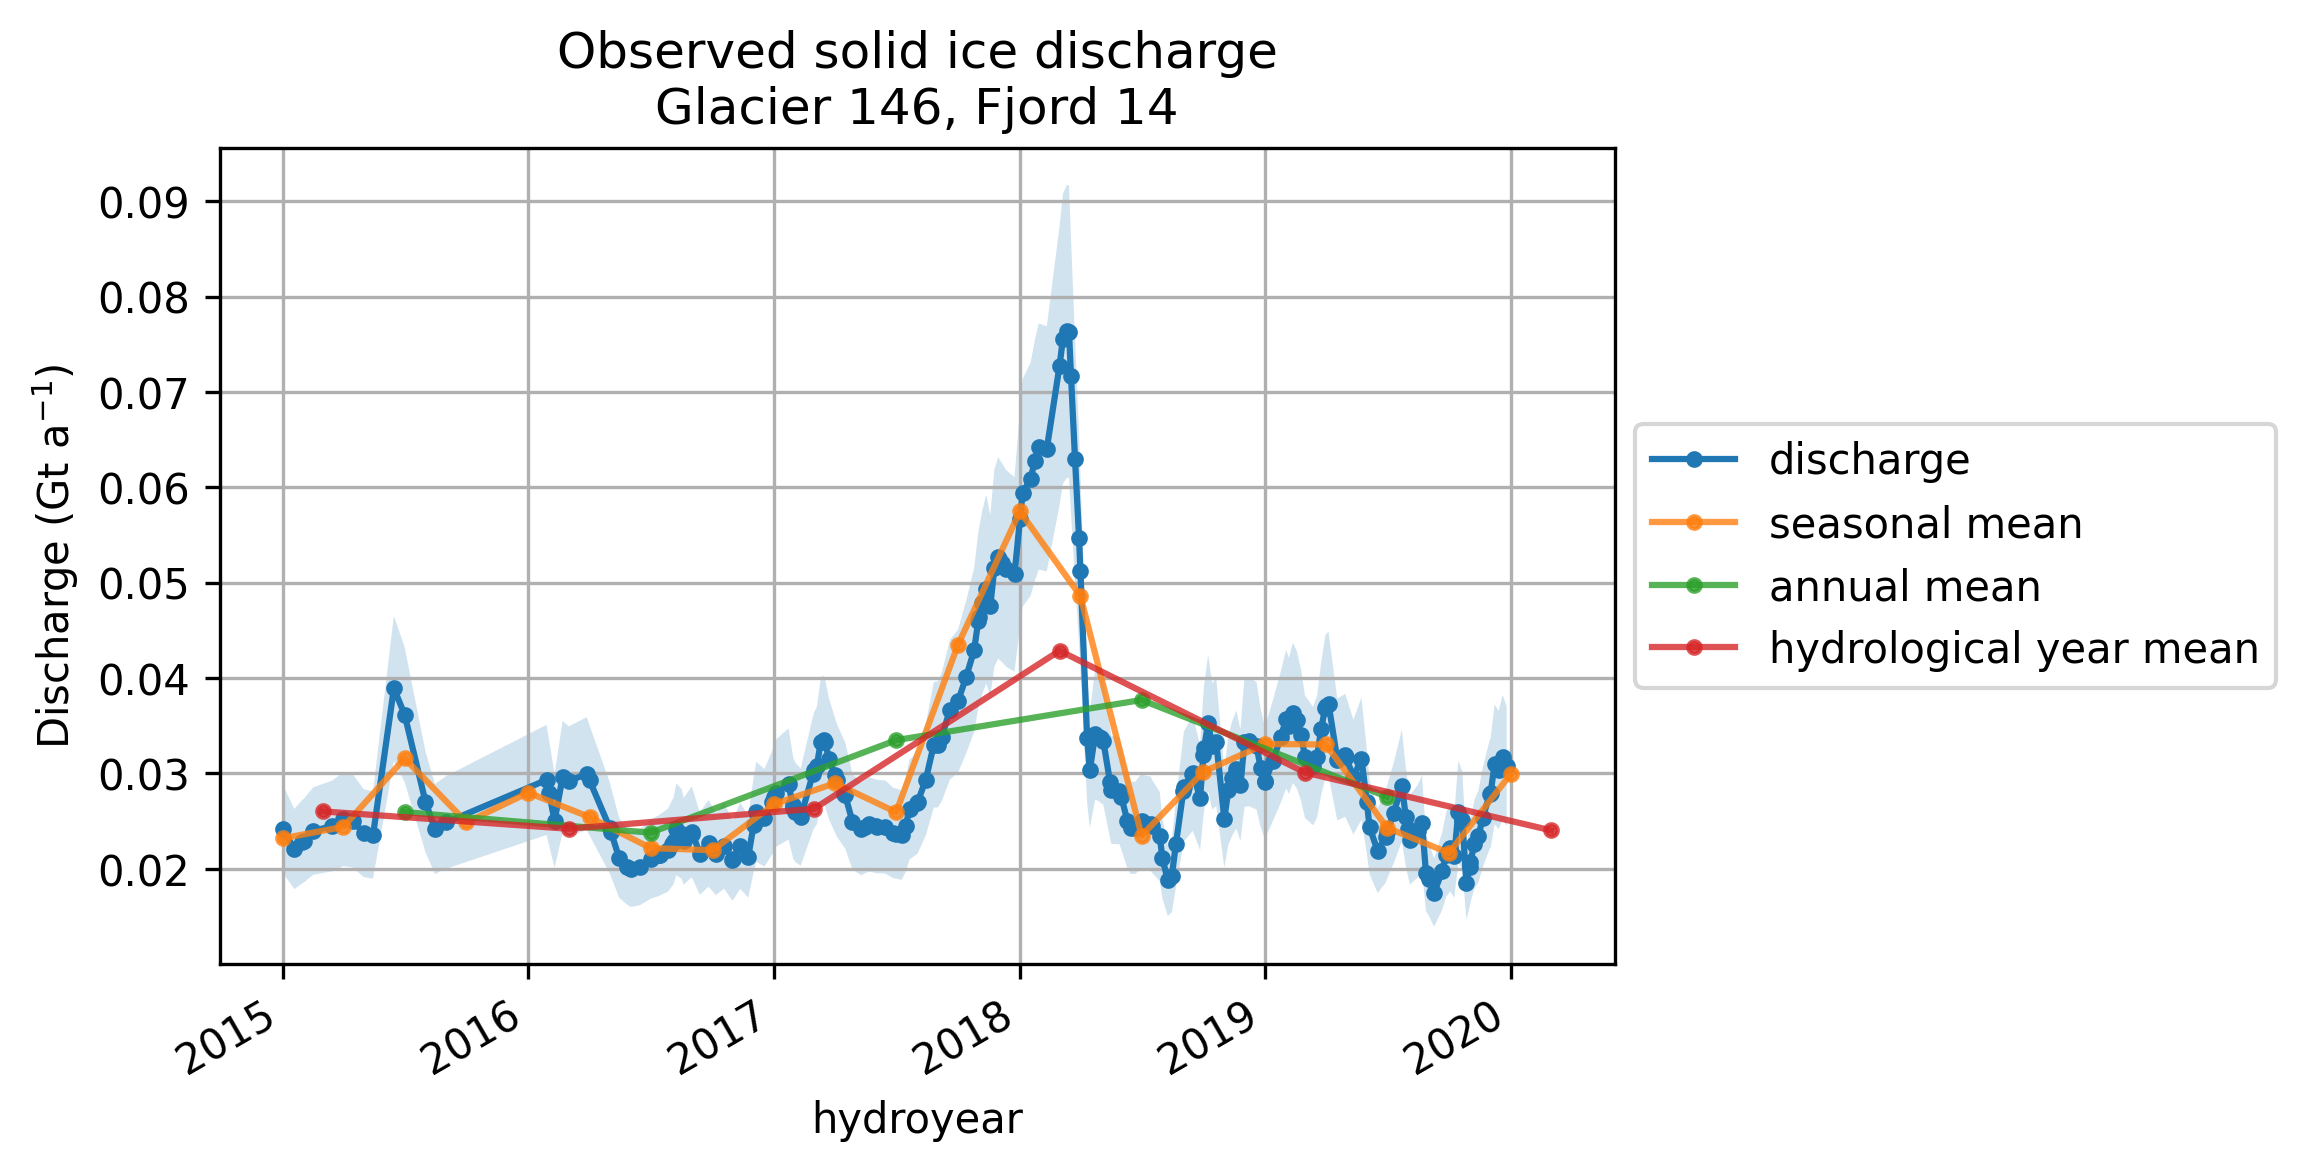 Observed solid ice discharge
Glacier 146, Fjord 14
Discharge (Gt a⁻¹)
0.09
0.08
0.07
0.06
0.05
0.04
0.03
0.02
2015
2016
2017
2018
2019
2020
hydroyear
discharge
seasonal mean
annual mean
hydrological year mean